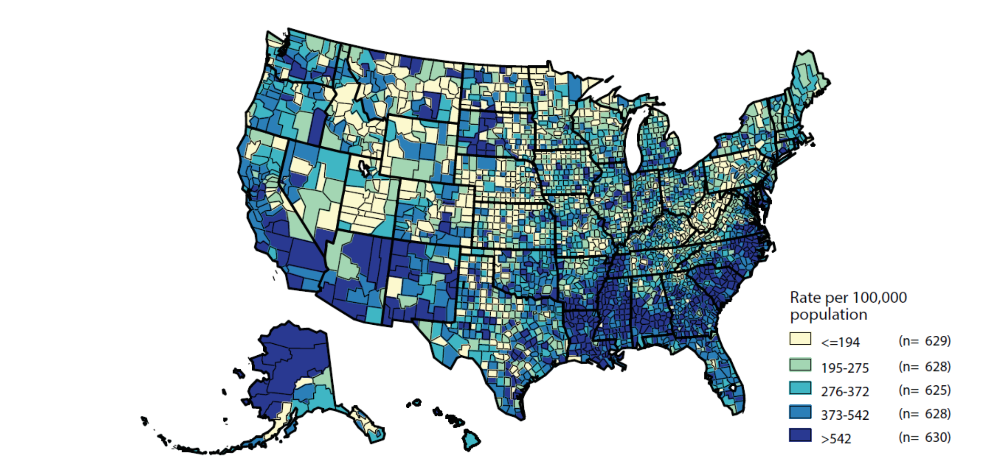 Rate per 100,000
population
<=194 (n= 629)
195-275 (n= 628)
276-372 (n= 625)
373-542 (n= 628)
>542 (n= 630)